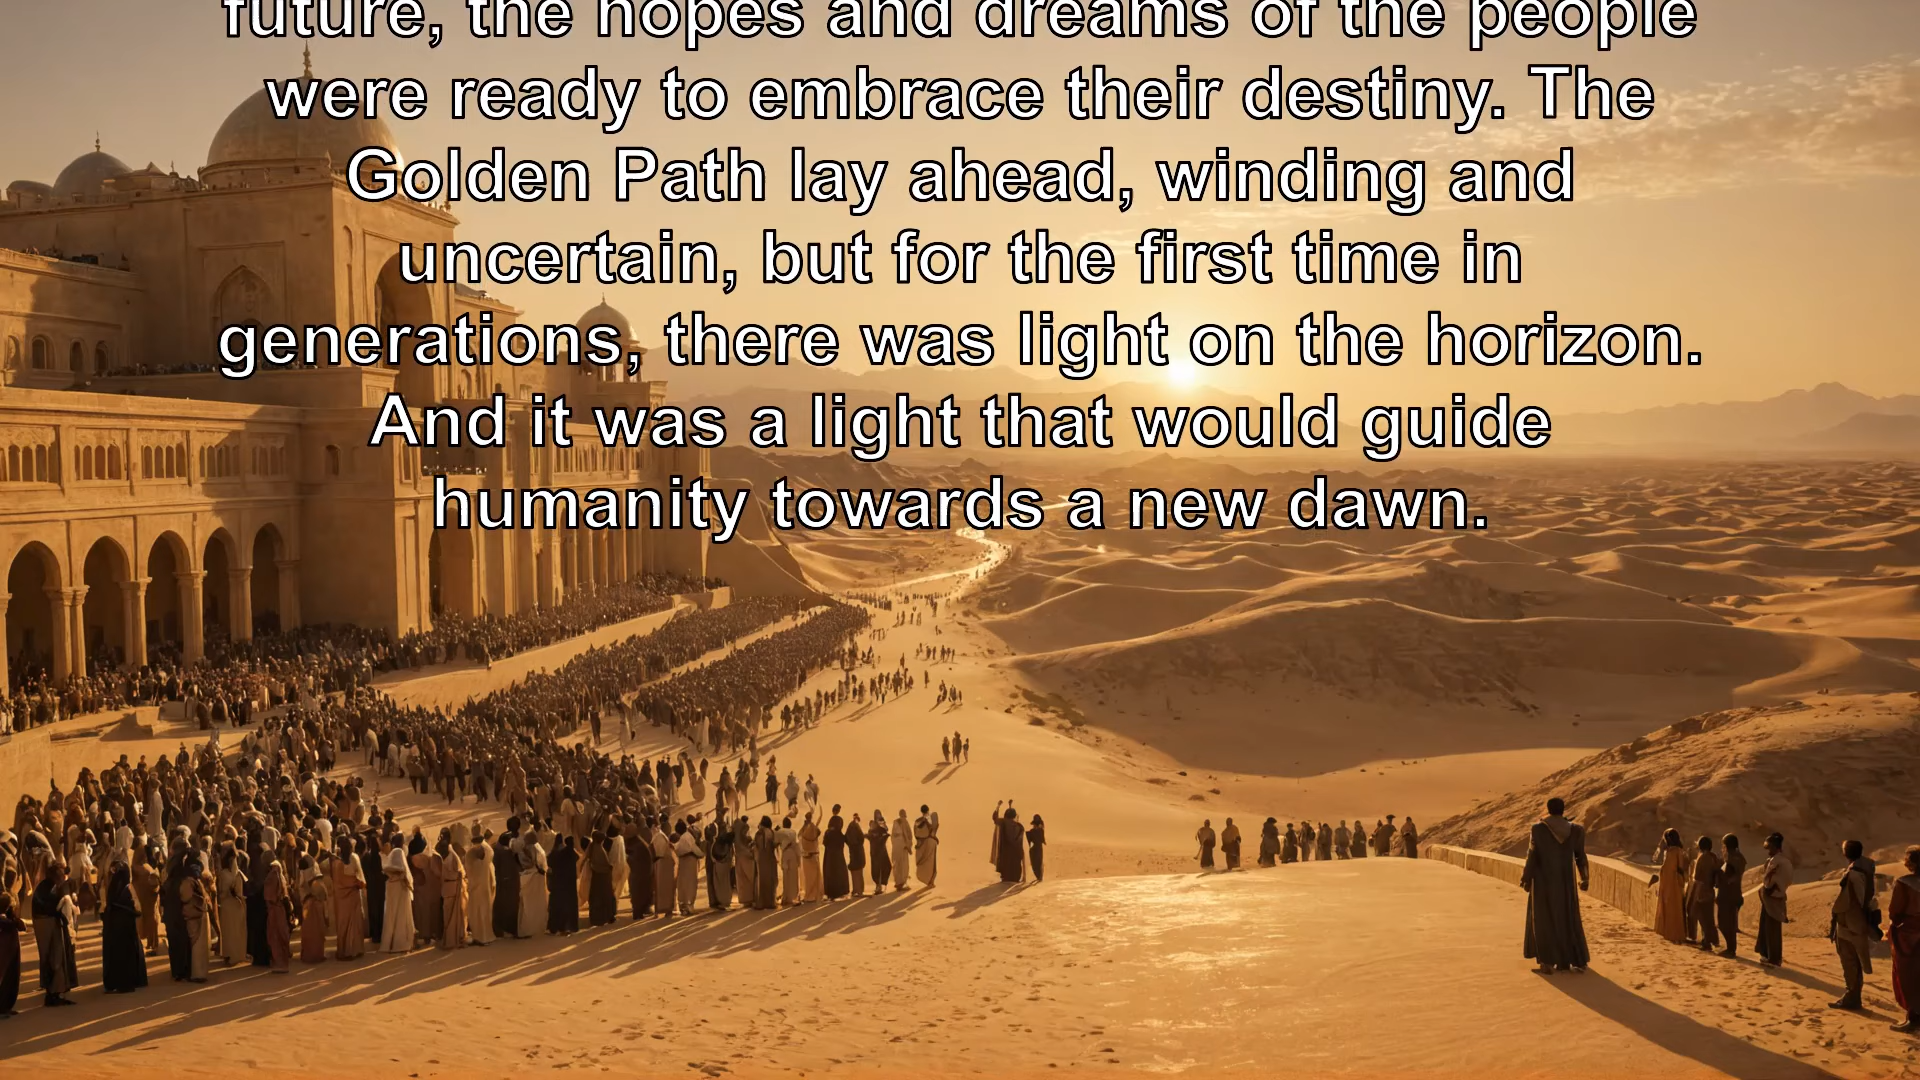 future, the hopes and dreams of the people
were ready to embrace their destiny. The
Golden Path lay ahead, winding and
uncertain, but for the first time in
generations, there was light on the horizon.
And it was a light that would guide
humanity towards a new dawn.